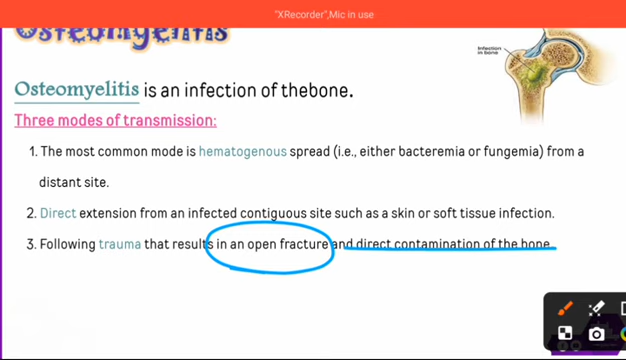 "XRecorder",Mic in use
Osteomyelitis
Infection
in bone
Osteomyelitis is an infection of thebone.
Three modes of transmission:
1. The most common mode is hematogenous spread (i.e., either bacteremia or fungemia) from a
distant site.
2. Direct extension from an infected contiguous site such as a skin or soft tissue infection.
3. Following trauma that results in an open fracture and direct contamination of the bone